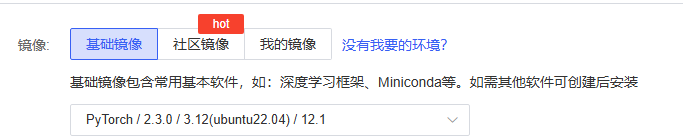 hot
镜像: 基础镜像 社区镜像 我的镜像 没有我要的环境?
基础镜像包含常用基本软件，如：深度学习框架、Miniconda等。如需其他软件可创建后安装
PyTorch / 2.3.0 / 3.12(ubuntu22.04) / 12.1